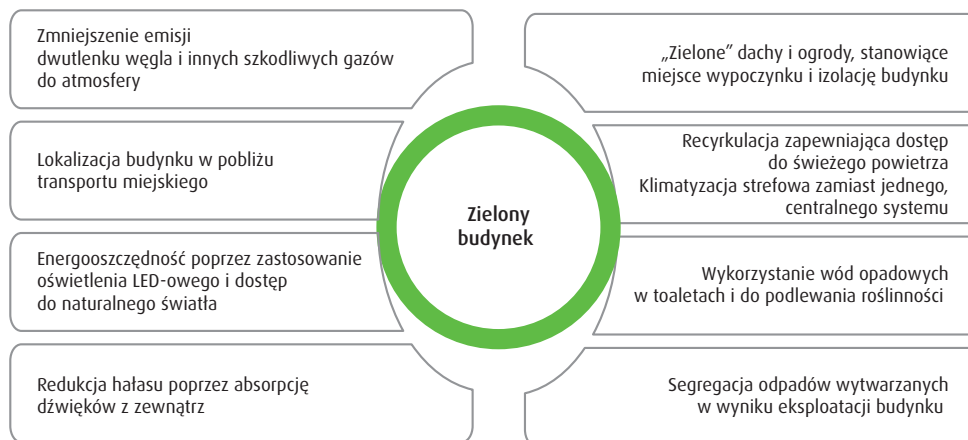 Zmniejszenie emisji
dwutlenku węgla i innych szkodliwych gazów
do atmosfery
Lokalizacja budynku w pobliżu
transportu miejskiego
Energooszczędność poprzez zastosowanie
oświetlenia LED-owego i dostęp
do naturalnego światła
Redukcja hałasu poprzez absorpcję
dźwięków z zewnątrz
Zielony
budynek
„Zielone” dachy i ogrody, stanowiące
miejsce wypoczynku i izolację budynku
Recyrkulacja zapewniająca dostęp
do świeżego powietrza
Klimatyzacja strefowa zamiast jednego,
centralnego systemu
Wykorzystanie wód opadowych
w toaletach i do podlewania roślinności
Segregacja odpadów wytwarzanych
w wyniku eksploatacji budynku